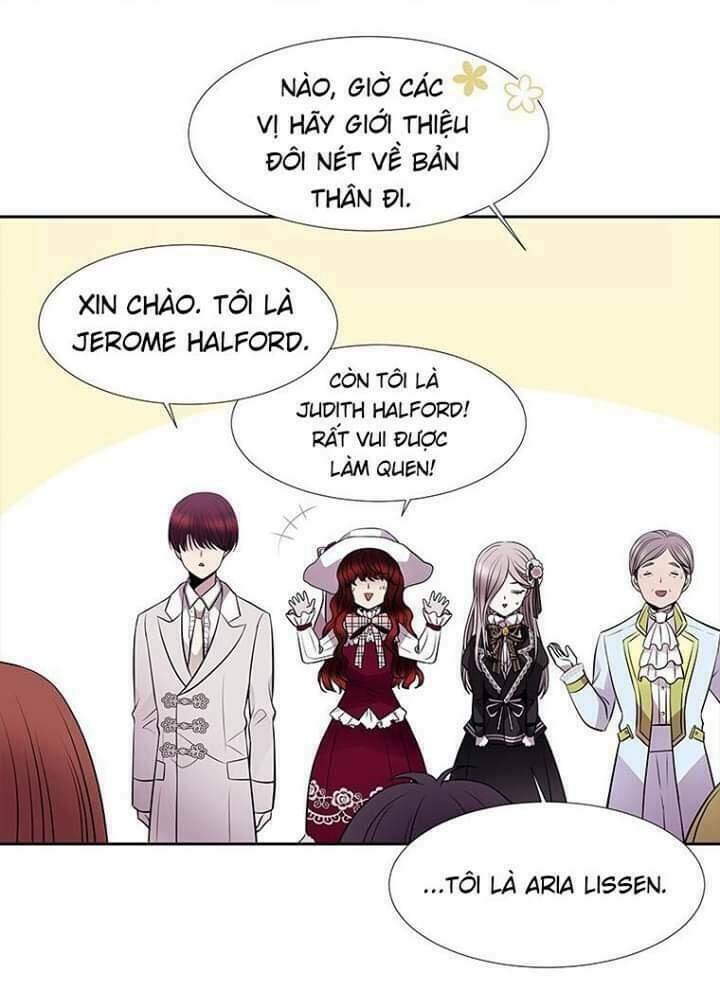 NÀO, GIỜ CÁC
VỊ HÃY GIỚI THIỆU
ĐÔI NÉT VỀ BẢN
THÂN ĐI.
XIN CHÀO. TÔI LÀ
JEROME HALFORD.
CÒN TÔI LÀ
JUDITH HALFORD!
RẤT VUI ĐƯỢC
LÀM QUEN!
...TÔI LÀ ARIA LISSEN.